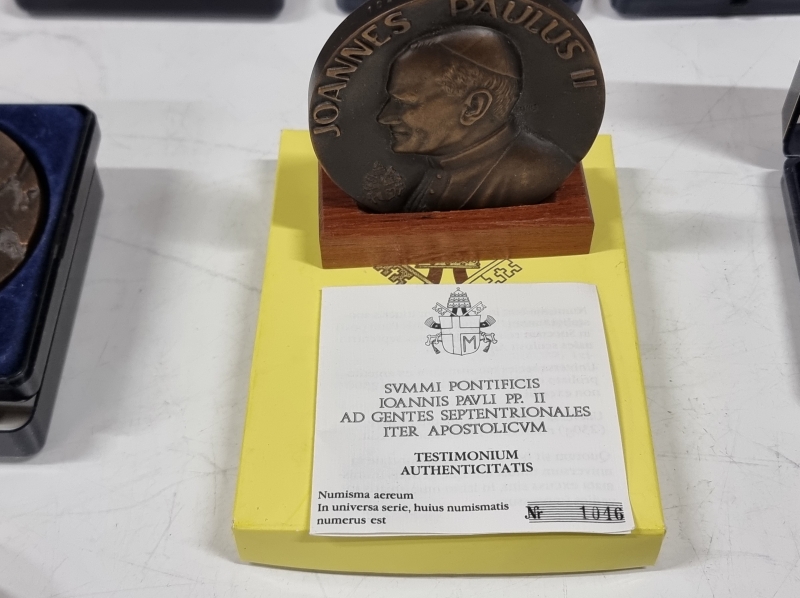 JOANNES PAULUS II
M
SVMMI PONTIFICIS
IOANNIS PAVLI PP. II
AD GENTES SEPTENTRIONALES
ITER APOSTOLICVM
TESTIMONIUM
AUTHENTICITATIS
Numisma aereum
In universa serie, huius numismatis
numerus est
Nr 1046